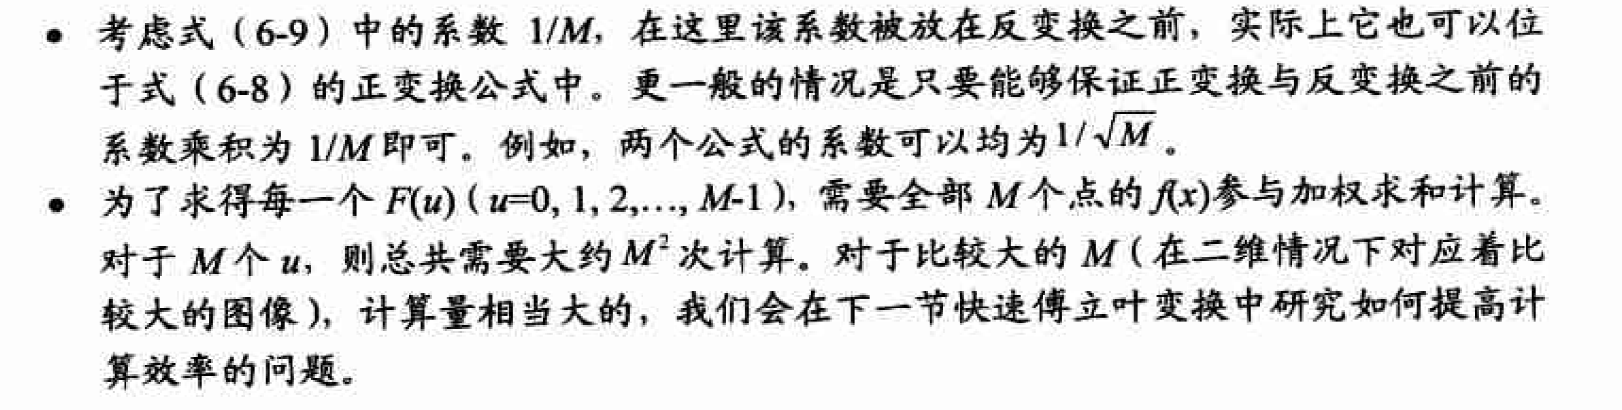 • 考虑式（6-9）中的系数 1/M，在这里该系数被放在反变换之前，实际上它也可以位
于式（6-8）的正变换公式中。更一般的情况是只要能够保证正变换与反变换之前的
系数乘积为 1/M 即可。例如，两个公式的系数可以均为 1/√M 。
• 为了求得每一个 F(u)（u=0, 1, 2,…, M-1），需要全部 M 个点的 f(x)参与加权求和计算。
对于 M 个 u，则总共需要大约 M² 次计算。对于比较大的 M（在二维情况下对应着比
较大的图像），计算量相当大的，我们会在下一节快速傅立叶变换中研究如何提高计
算效率的问题。